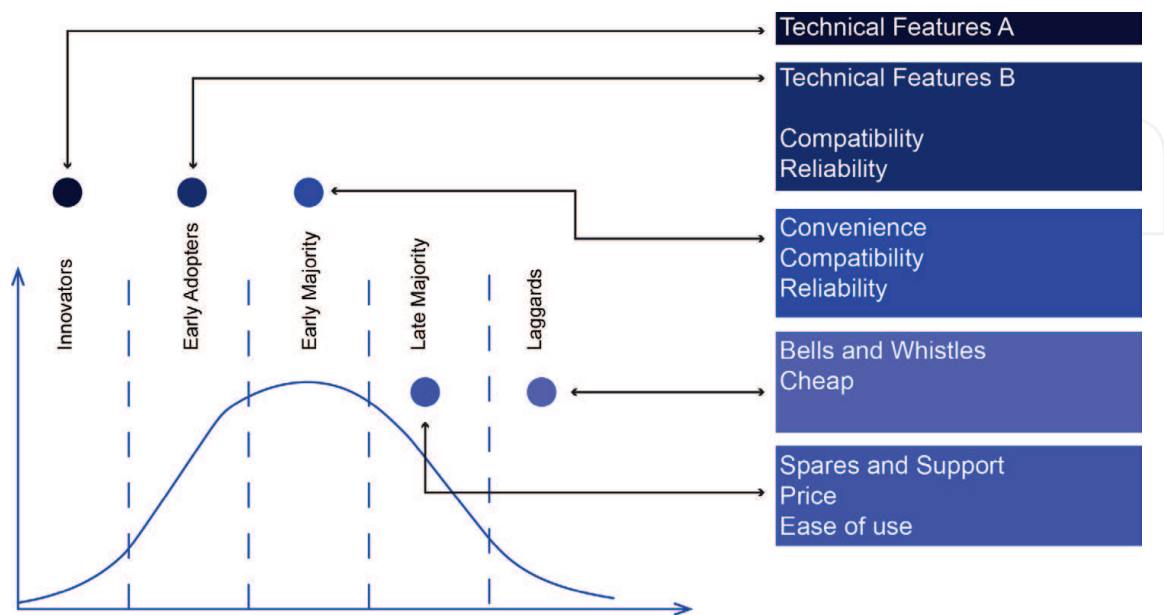 Technical Features A
Technical Features B
Compatibility
Reliability
Convenience
Compatibility
Reliability
Bells and Whistles
Cheap
Spares and Support
Price
Ease of use
Innovators
Early Adopters
Early Majority
Late Majority
Laggards